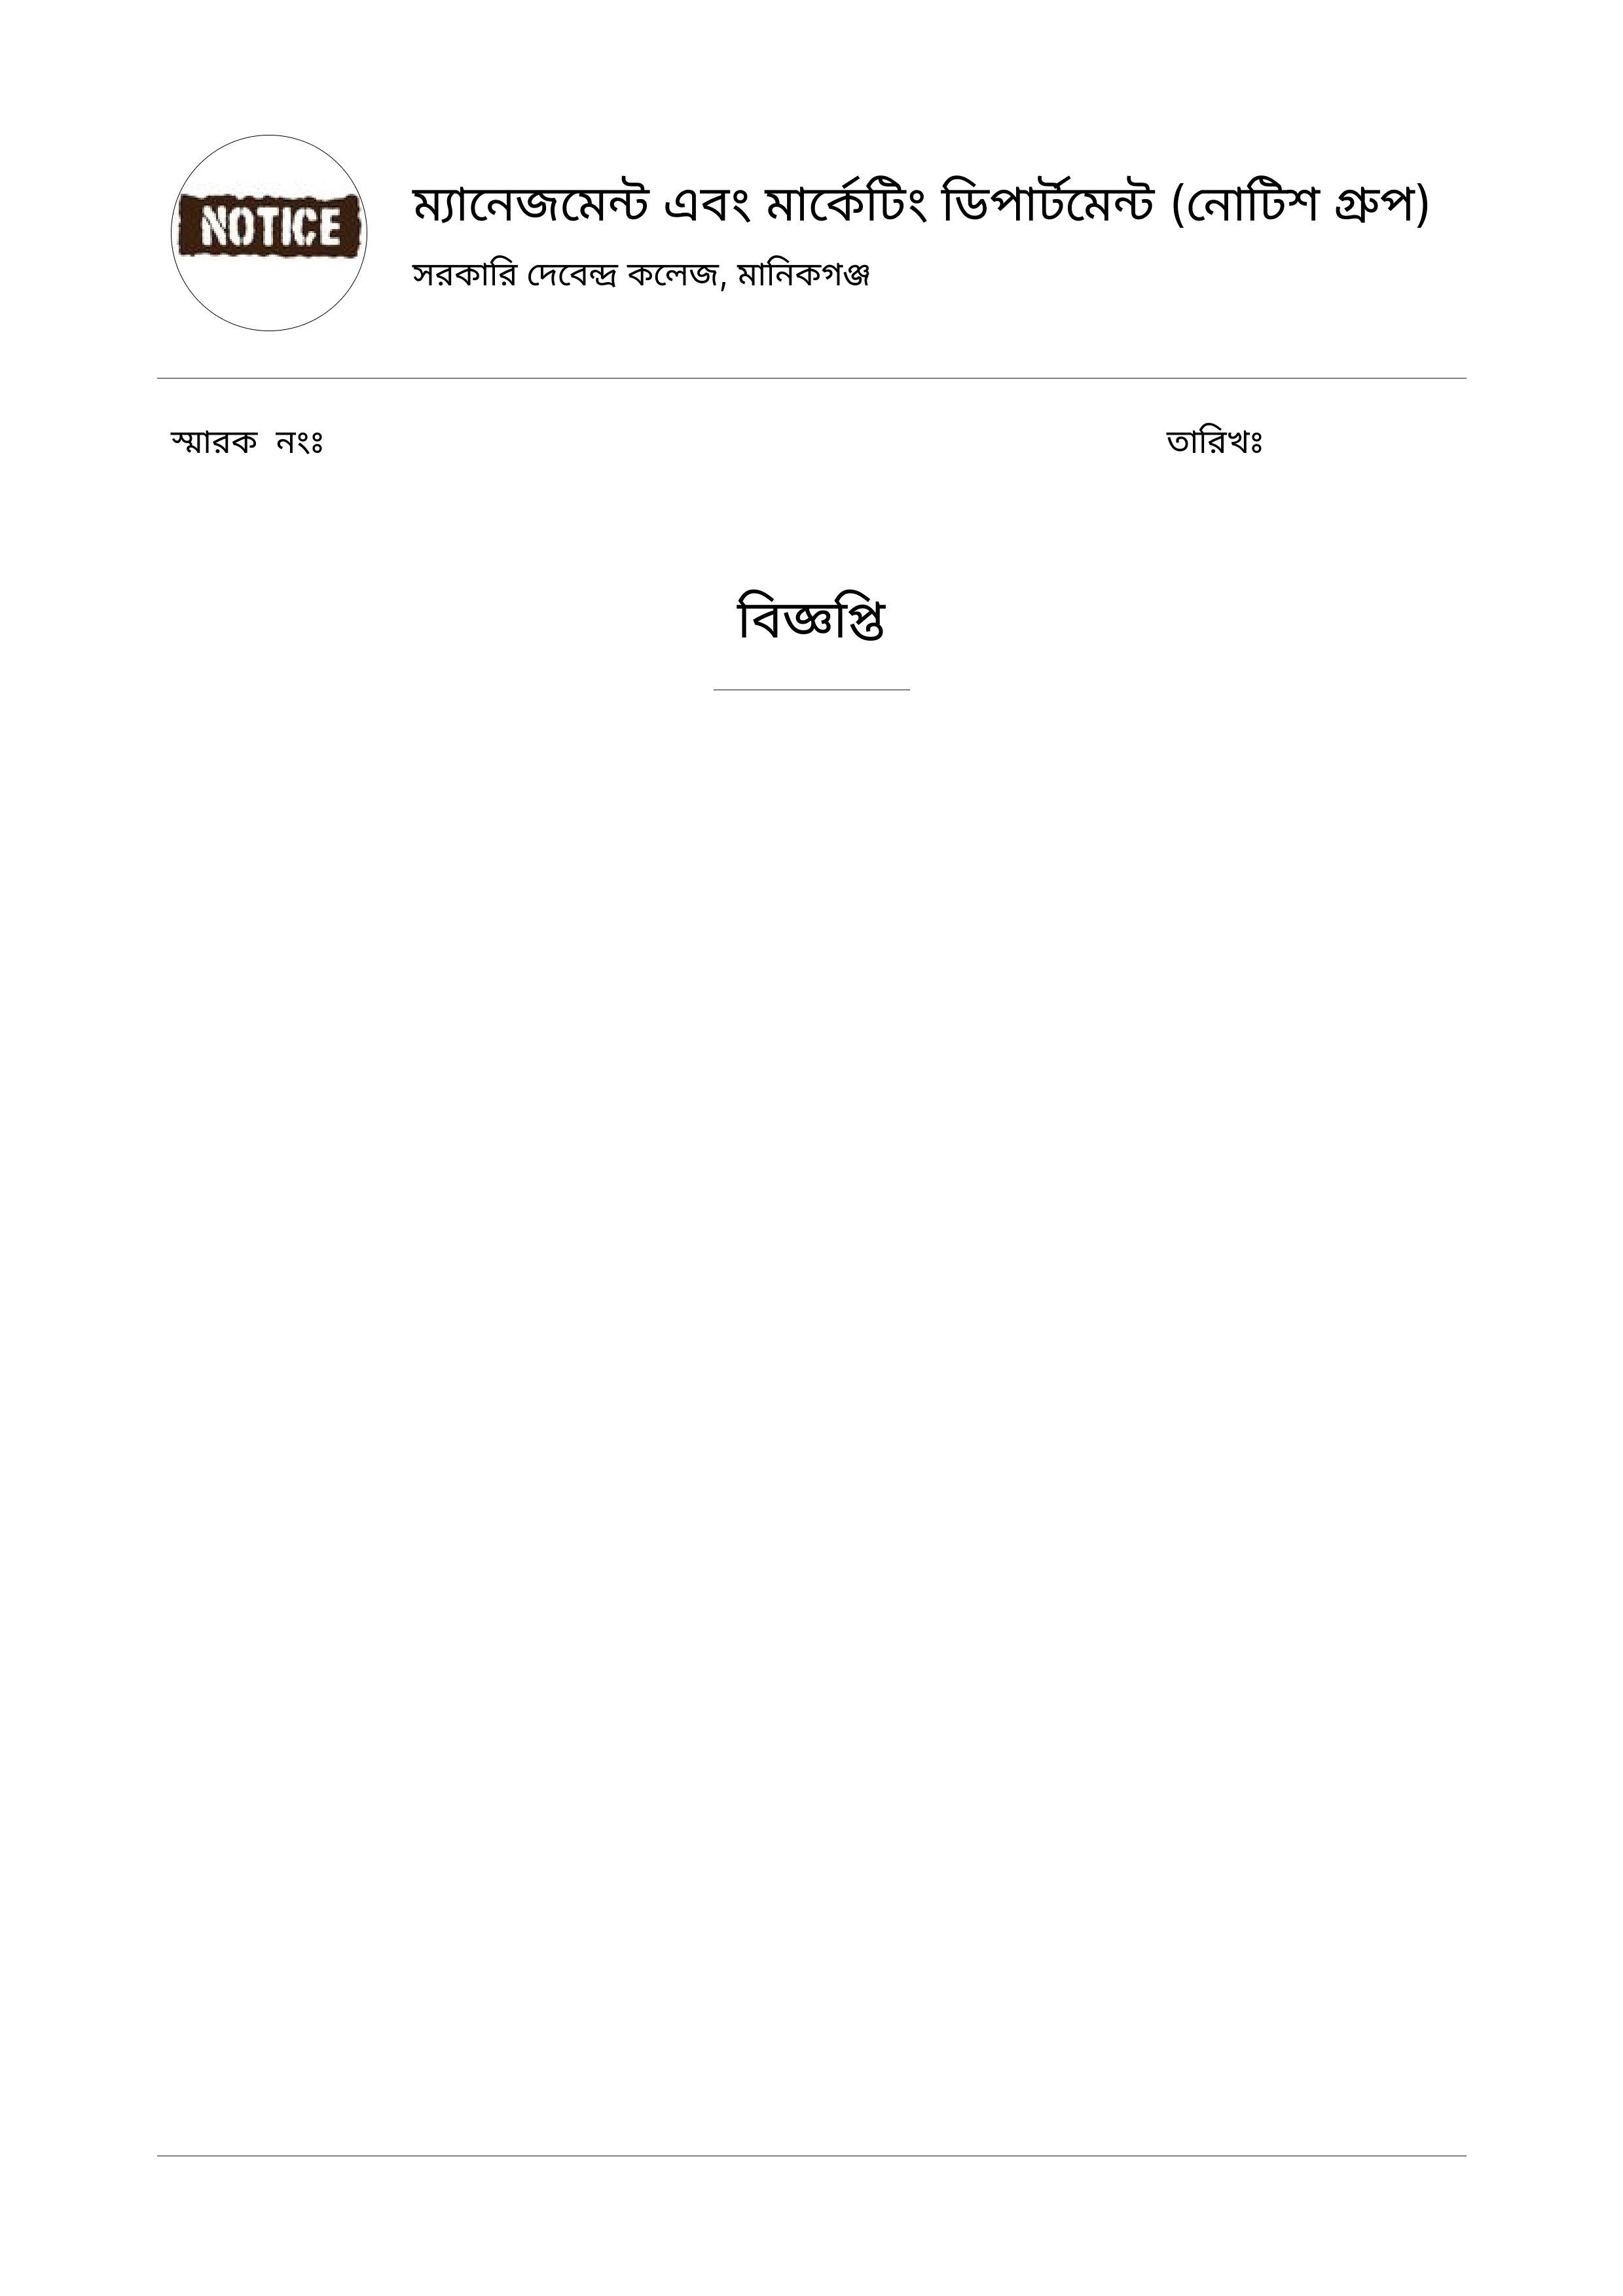 NOTICE
ম্যানেজমেন্ট এবং মার্কেটিং ডিপার্টমেন্ট (নোটিশ গ্রুপ)
সরকারি দেবেন্দ্র কলেজ, মানিকগঞ্জ
স্মারক নংঃ তারিখঃ
বিজ্ঞপ্তি